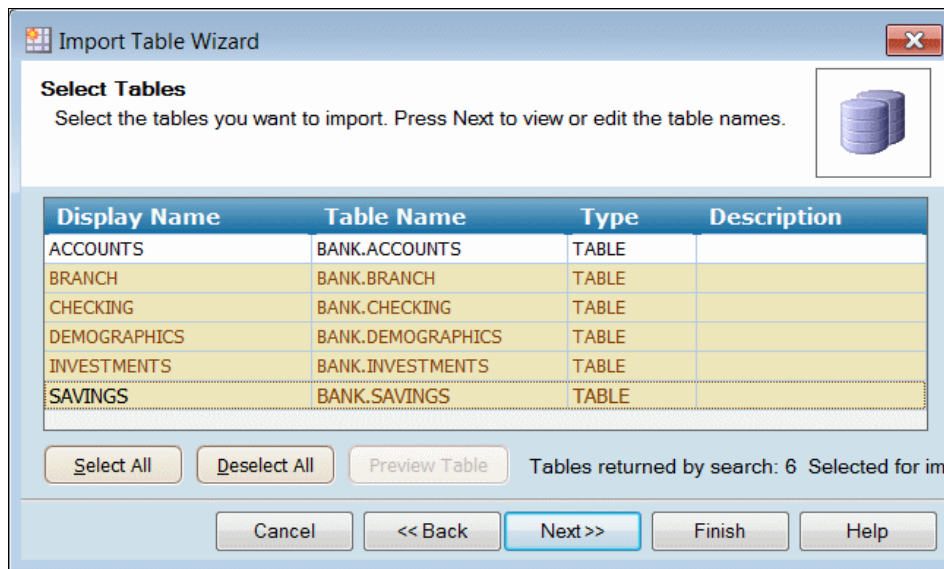 Import Table Wizard
Select Tables
Select the tables you want to import. Press Next to view or edit the table names.
Display Name Table Name Type Description
ACCOUNTS BANK.ACCOUNTS TABLE
BRANCH BANK.BRANCH TABLE
CHECKING BANK.CHECKING TABLE
DEMOGRAPHICS BANK.DEMOGRAPHICS TABLE
INVESTMENTS BANK.INVESTMENTS TABLE
SAVINGS BANK.SAVINGS TABLE
Select All Deselect All Preview Table Tables returned by search: 6 Selected for im
Cancel << Back Next >> Finish Help